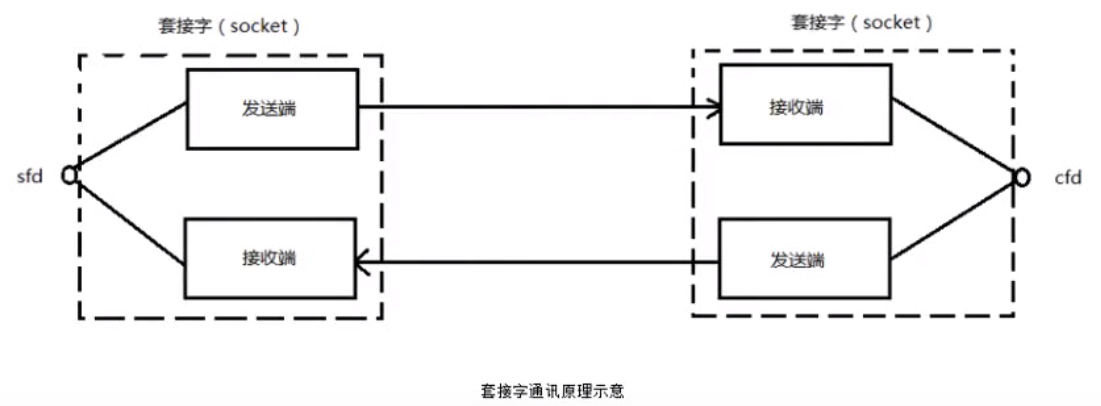 套接字（socket）
套接字（socket）
发送端
接收端
sfd
cfd
接收端
发送端
套接字通讯原理示意